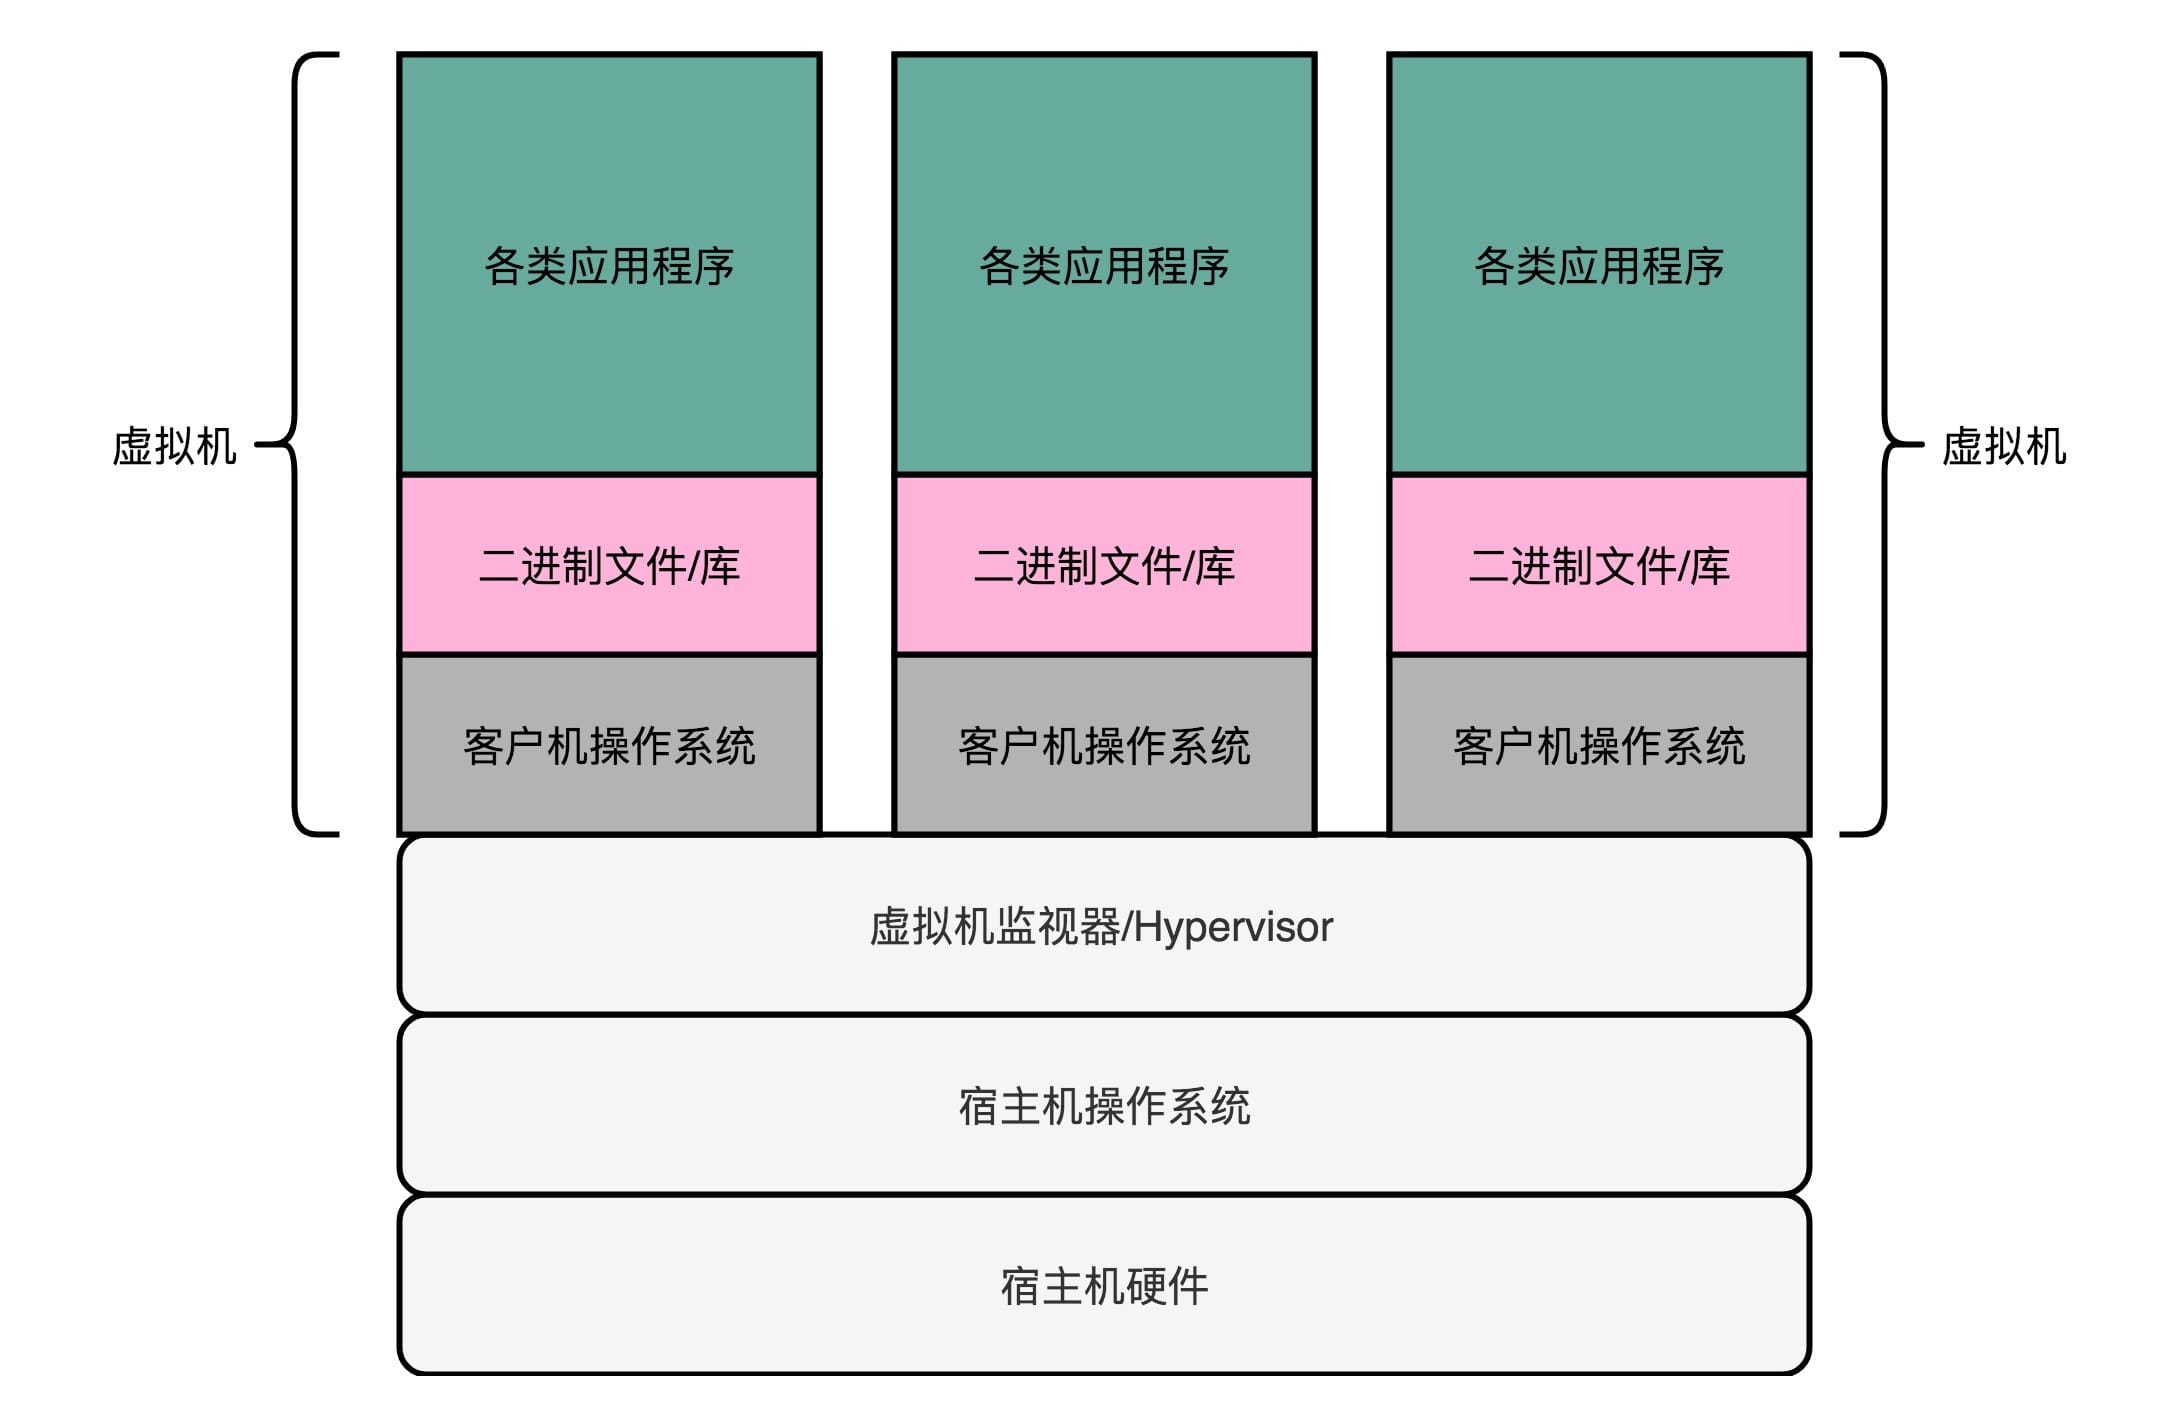 各类应用程序
各类应用程序
各类应用程序
虚拟机
虚拟机
二进制文件/库
二进制文件/库
二进制文件/库
客户机操作系统
客户机操作系统
客户机操作系统
虚拟机监视器/Hypervisor
宿主机操作系统
宿主机硬件